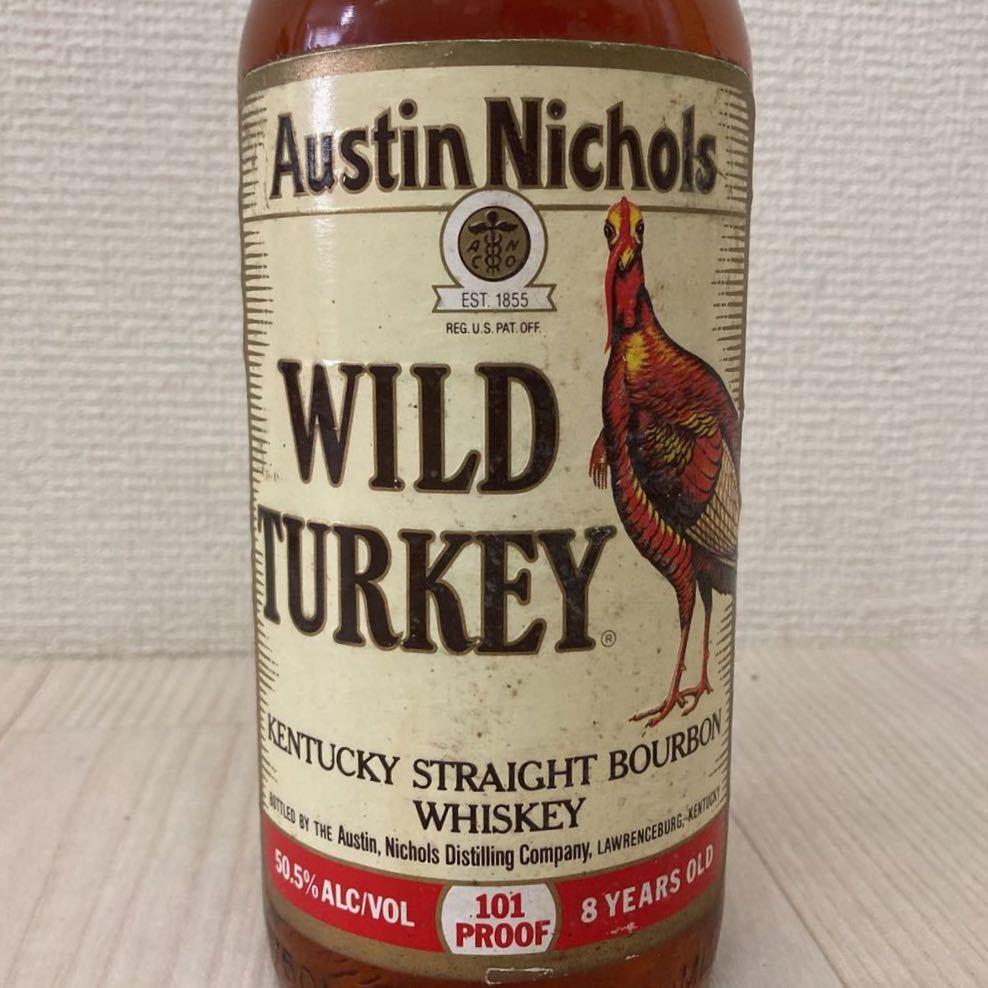 Austin Nichols
A N
C O
EST. 1855
REG. U.S. PAT. OFF.
WILD
TURKEY®
KENTUCKY STRAIGHT BOURBON
WHISKEY
BOTTLED BY THE Austin, Nichols Distilling Company, LAWRENCEBURG, KENTUCKY
50.5% ALC/VOL
101
PROOF
8 YEARS OLD